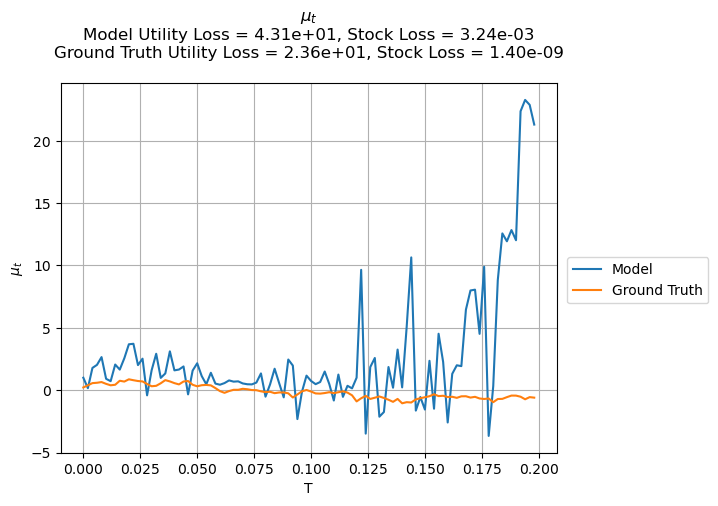 μₜ
Model Utility Loss = 4.31e+01, Stock Loss = 3.24e-03
Ground Truth Utility Loss = 2.36e+01, Stock Loss = 1.40e-09
20
15
10
5
0
−5
μₜ
0.000 0.025 0.050 0.075 0.100 0.125 0.150 0.175 0.200
T
Model
Ground Truth